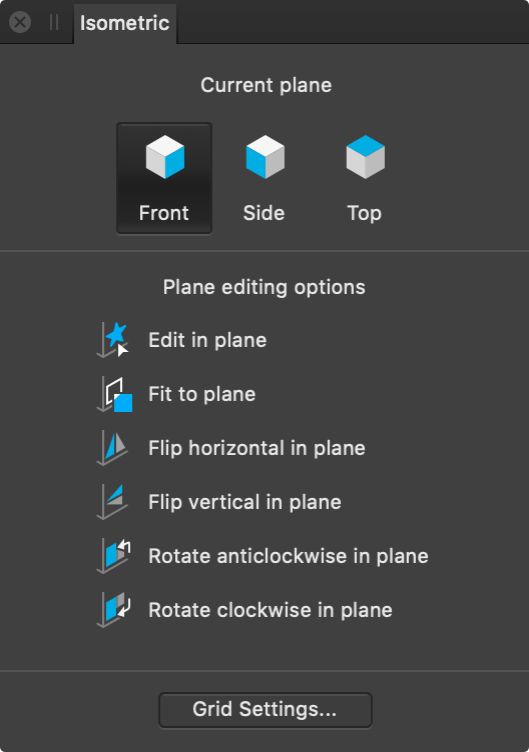 Isometric
Current plane
Front Side Top
Plane editing options
Edit in plane
Fit to plane
Flip horizontal in plane
Flip vertical in plane
Rotate anticlockwise in plane
Rotate clockwise in plane
Grid Settings...